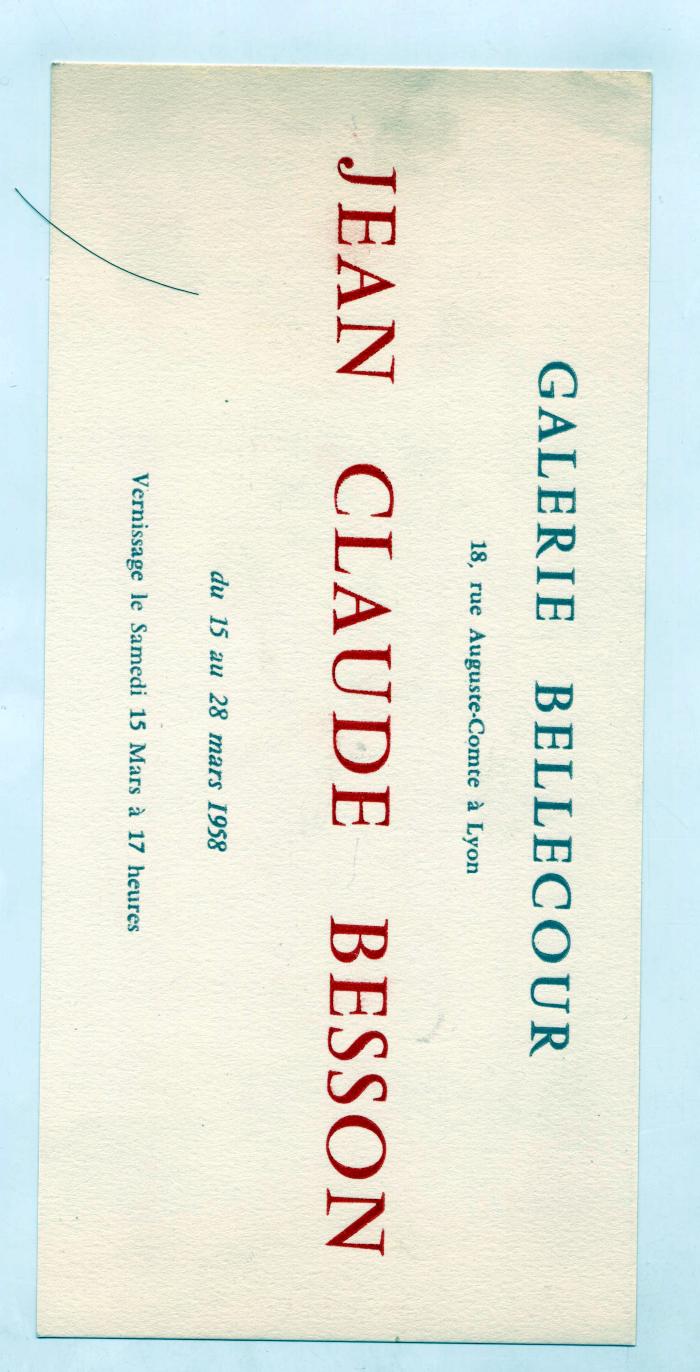 GALERIE BELLECOUR
18, rue Auguste-Comte à Lyon
JEAN CLAUDE BESSON
du 15 au 28 mars 1958
Vernissage le Samedi 15 Mars à 17 heures